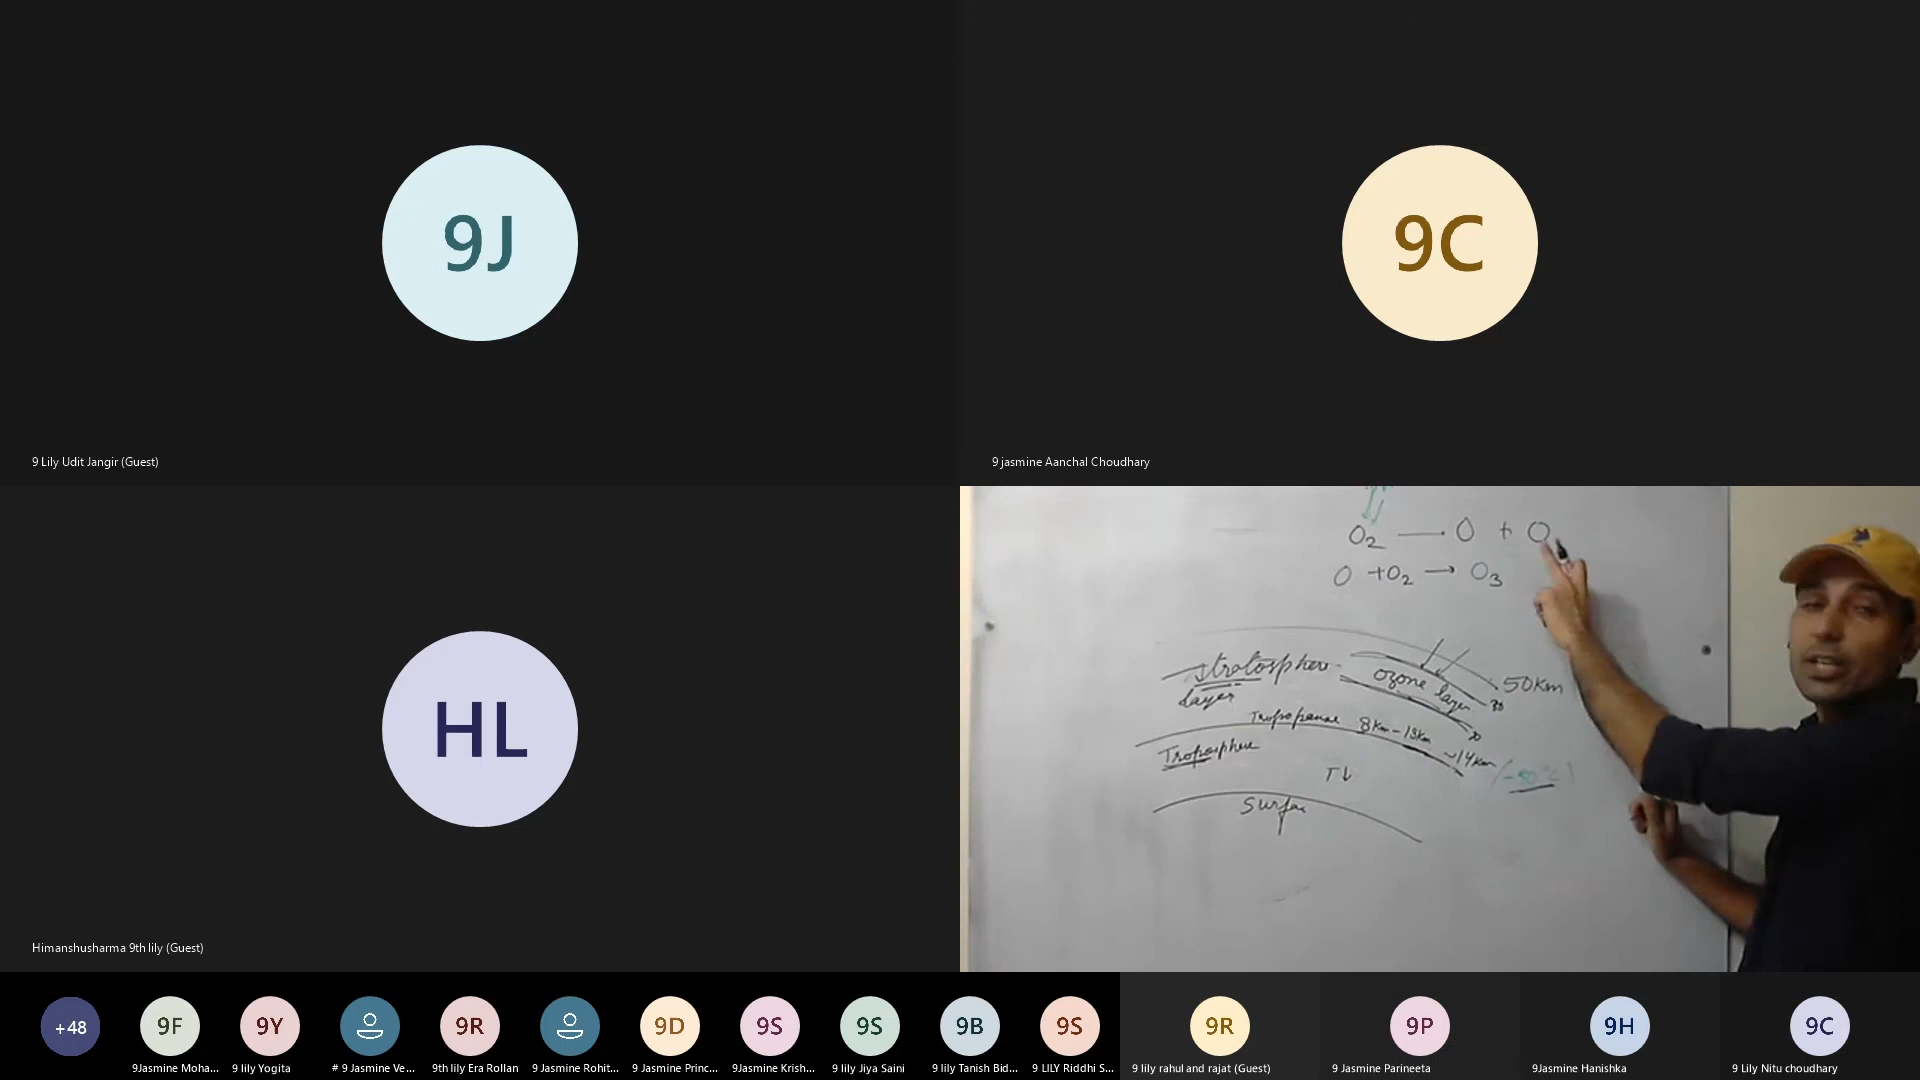 9J
9 Lily Udit Jangir (Guest)
9C
9 jasmine Aanchal Choudhary
HL
Himanshusharma 9th lily (Guest)
O₂ → O + O
O + O₂ → O₃
Stratosphere
layer
ozone layer
50km
Tropopause 8km - 18km
~14km
Troposphere
T↓
Surfac
+48
9F
9Jasmine Moha...
9Y
9 lily Yogita
# 9 Jasmine Ve...
9R
9th lily Era Rollan
9 Jasmine Rohit...
9D
9 Jasmine Princ...
9S
9Jasmine Krish...
9S
9 lily Jiya Saini
9B
9 lily Tanish Bid...
9S
9 LILY Riddhi S...
9R
9 lily rahul and rajat (Guest)
9P
9 Jasmine Parineeta
9H
9Jasmine Hanishka
9C
9 Lily Nitu choudhary